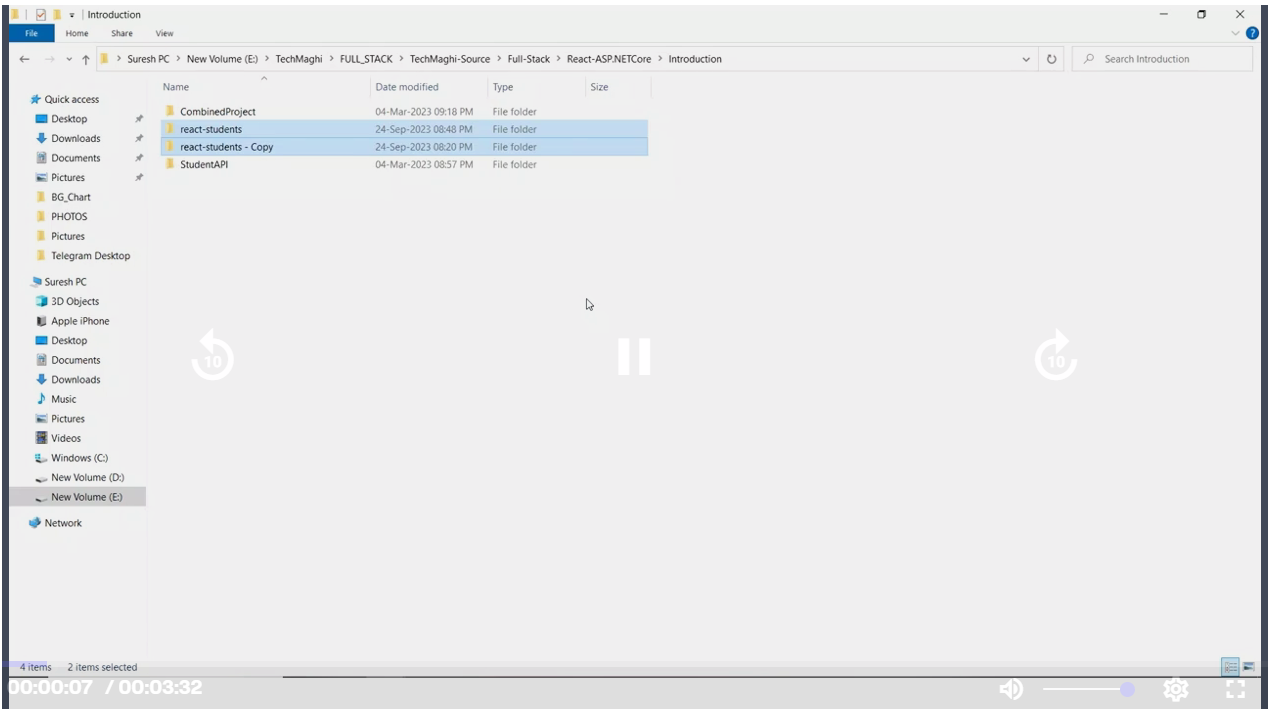 Introduction
File Home Share View
Suresh PC > New Volume (E:) > TechMaghi > FULL_STACK > TechMaghi-Source > Full-Stack > React-ASP.NETCore > Introduction
Search Introduction
Name Date modified Type Size
CombinedProject 04-Mar-2023 09:18 PM File folder
react-students 24-Sep-2023 08:48 PM File folder
react-students - Copy 24-Sep-2023 08:20 PM File folder
StudentAPI 04-Mar-2023 08:57 PM File folder
Quick access
Desktop
Downloads
Documents
Pictures
BG_Chart
PHOTOS
Pictures
Telegram Desktop
Suresh PC
3D Objects
Apple iPhone
Desktop
Documents
Downloads
Music
Pictures
Videos
Windows (C:)
New Volume (D:)
New Volume (E:)
Network
10 10
4 items 2 items selected
00:00:07 / 00:03:32